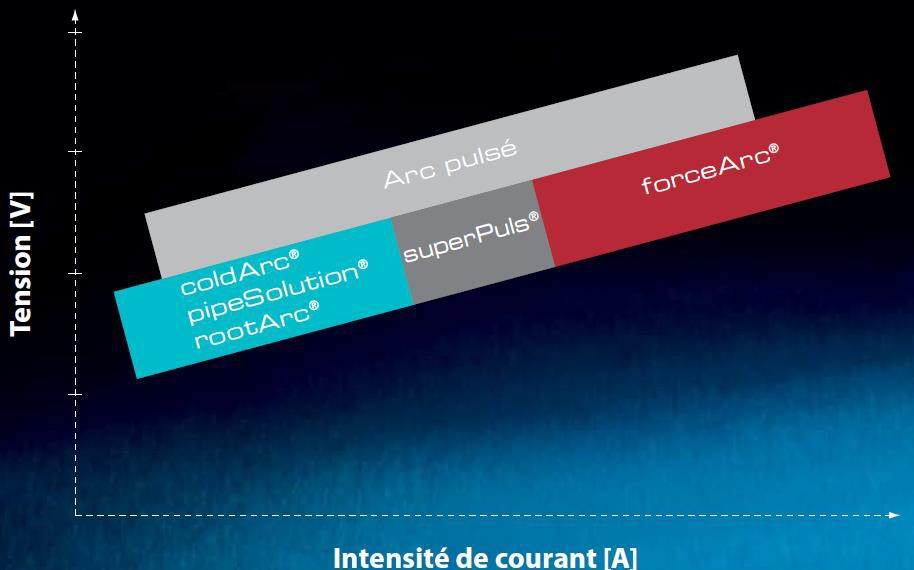 Tension [V]
Arc pulsé
forceArc®
superPuls®
coldArc®
pipeSolution®
rootArc®
Intensité de courant [A]